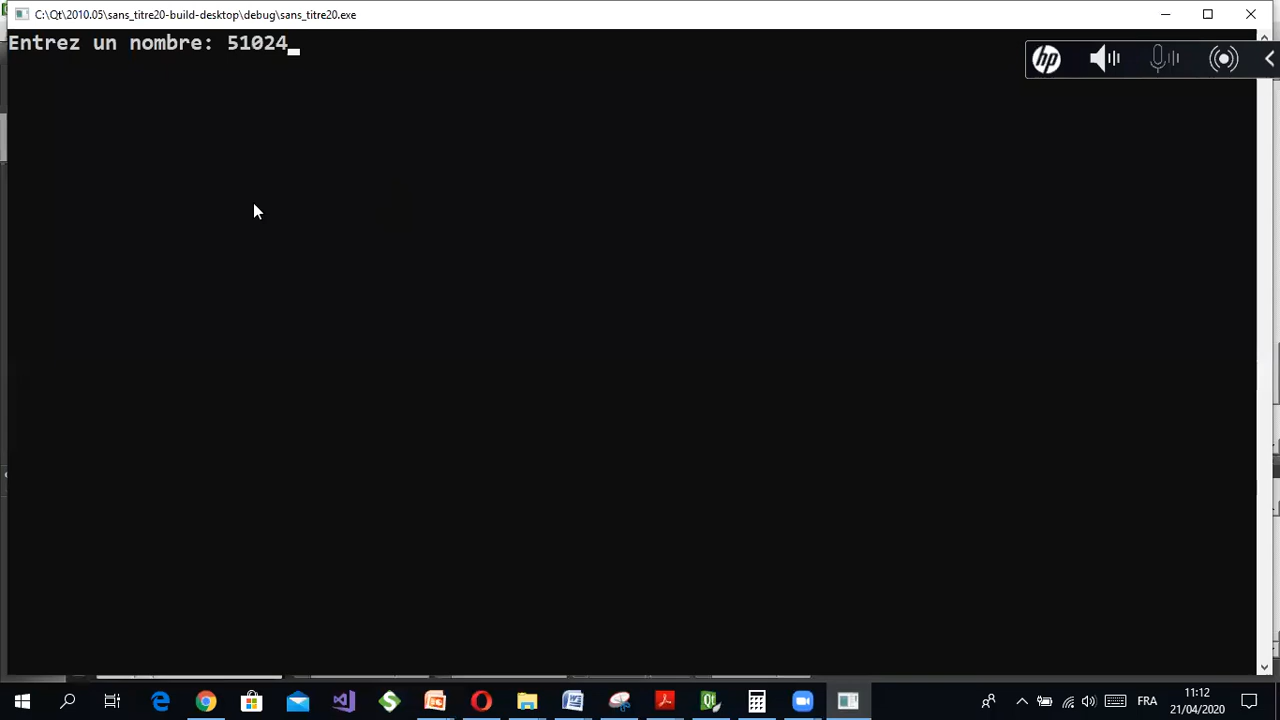 C:\Qt\2010.05\sans_titre20-build-desktop\debug\sans_titre20.exe
Entrez un nombre: 51024
hp
FRA
11:12
21/04/2020